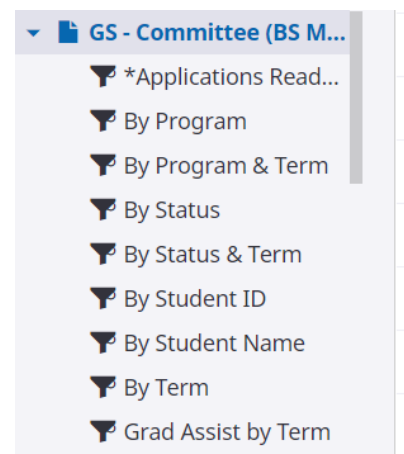 GS - Committee (BS M...
*Applications Read...
By Program
By Program & Term
By Status
By Status & Term
By Student ID
By Student Name
By Term
Grad Assist by Term